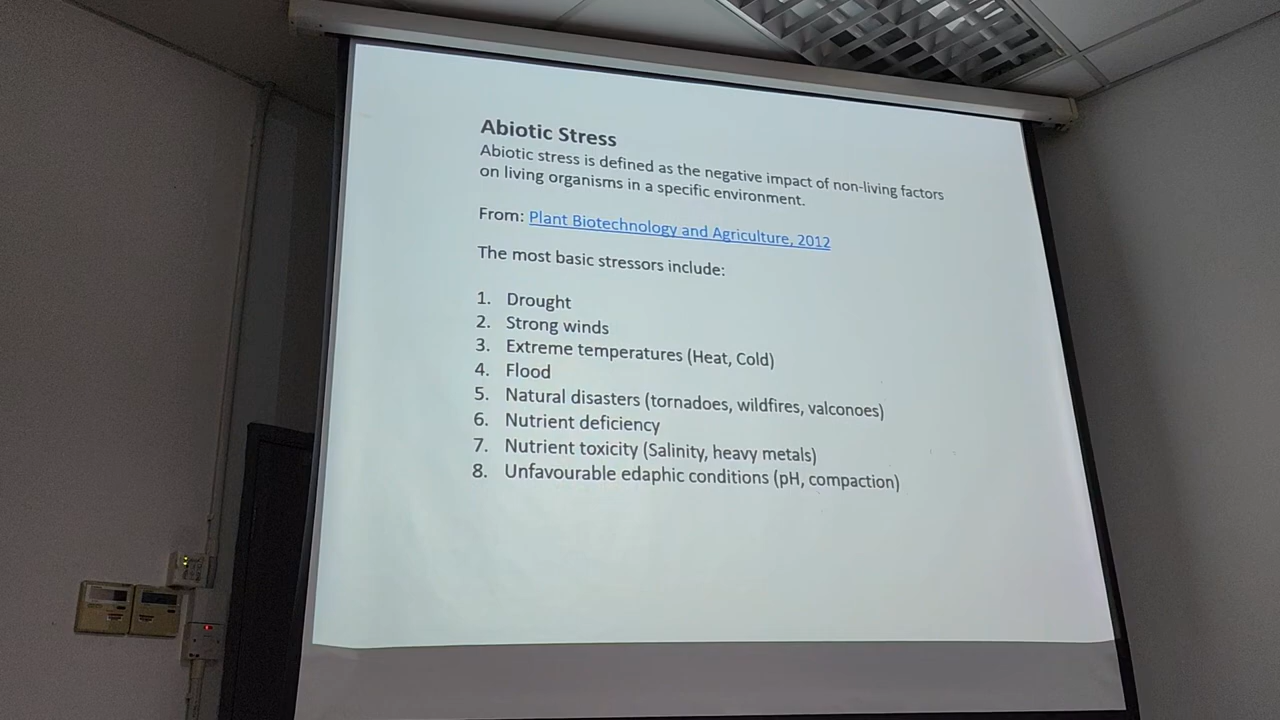 Abiotic Stress
Abiotic stress is defined as the negative impact of non-living factors
on living organisms in a specific environment.
From: Plant Biotechnology and Agriculture, 2012
The most basic stressors include:
1. Drought
2. Strong winds
3. Extreme temperatures (Heat, Cold)
4. Flood
5. Natural disasters (tornadoes, wildfires, valconoes)
6. Nutrient deficiency
7. Nutrient toxicity (Salinity, heavy metals)
8. Unfavourable edaphic conditions (pH, compaction)